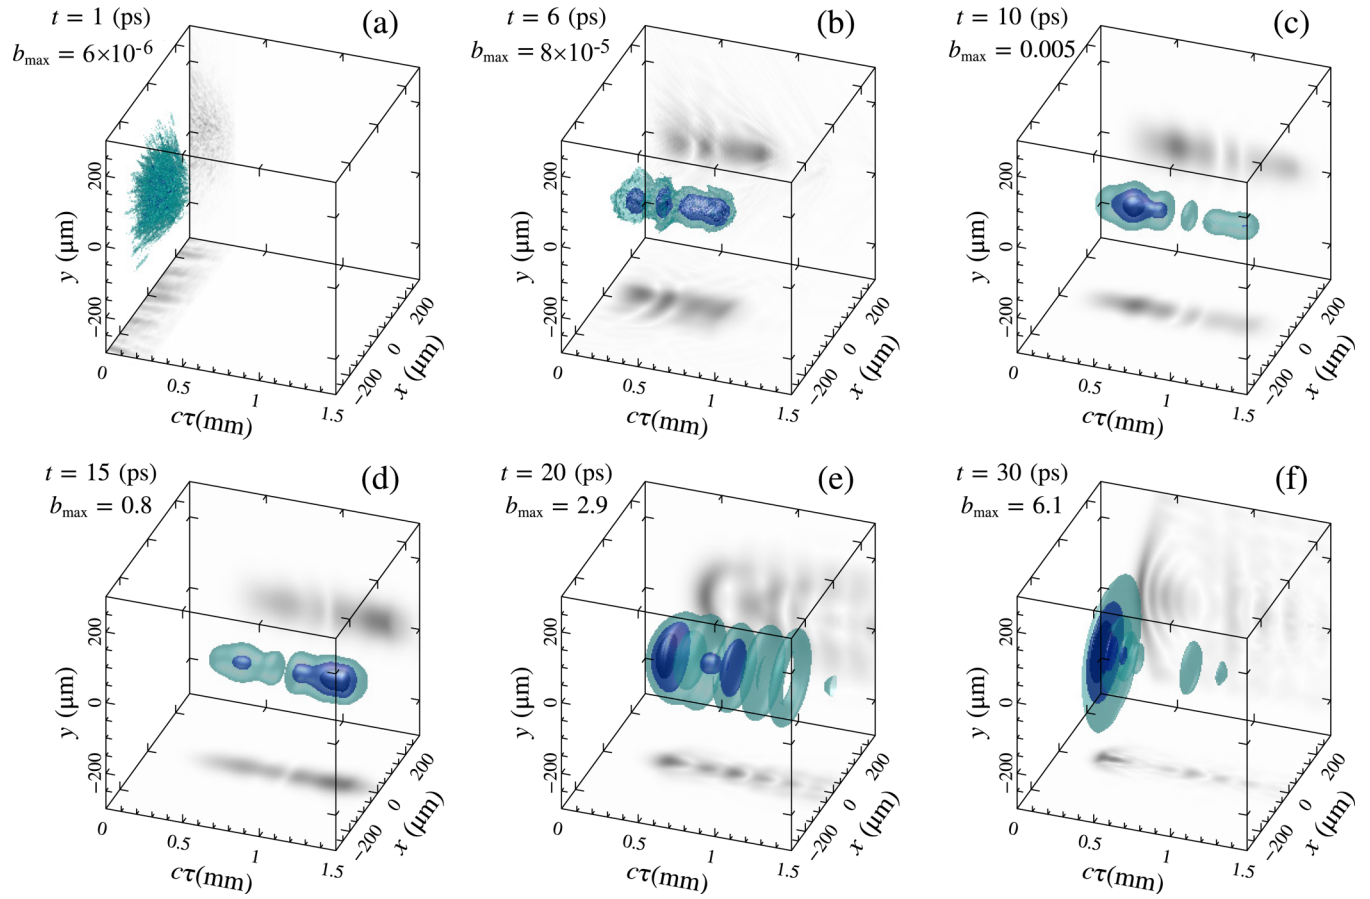 t = 1 (ps)
b_max = 6×10^-6
(a)
200
0
−200
y (μm)
0
0.5
1
1.5
cτ(mm)
−200
0
200
x (μm)
t = 6 (ps)
b_max = 8×10^-5
(b)
200
0
−200
y (μm)
0
0.5
1
1.5
cτ(mm)
−200
0
200
x (μm)
t = 10 (ps)
b_max = 0.005
(c)
200
0
−200
y (μm)
0
0.5
1
1.5
cτ(mm)
−200
0
200
x (μm)
t = 15 (ps)
b_max = 0.8
(d)
200
0
−200
y (μm)
0
0.5
1
1.5
cτ(mm)
−200
0
200
x (μm)
t = 20 (ps)
b_max = 2.9
(e)
200
0
−200
y (μm)
0
0.5
1
1.5
cτ(mm)
−200
0
200
x (μm)
t = 30 (ps)
b_max = 6.1
(f)
200
0
−200
y (μm)
0
0.5
1
1.5
cτ(mm)
−200
0
200
x (μm)